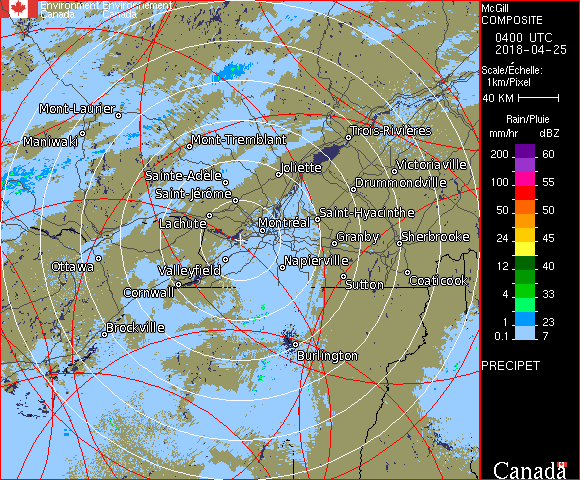 Environment Environnement
Canada Canada
McGill
COMPOSITE
0400 UTC
2018-04-25
Scale/Échelle:
1km/Pixel
40 KM
Rain/Pluie
mm/hr dBZ
200 60
100 55
50 50
24 45
12 40
4 33
1 23
0.1 7
PRECIPET
Canada
Mont-Laurier
Maniwaki
Mont-Tremblant
Trois-Rivières
Sainte-Adèle
Joliette
Victoriaville
Saint-Jérôme
Drummondville
Lachute
Montréal
Saint-Hyacinthe
Granby
Sherbrooke
Ottawa
Valleyfield
Napierville
Cornwall
Sutton
Coaticook
Brockville
Burlington